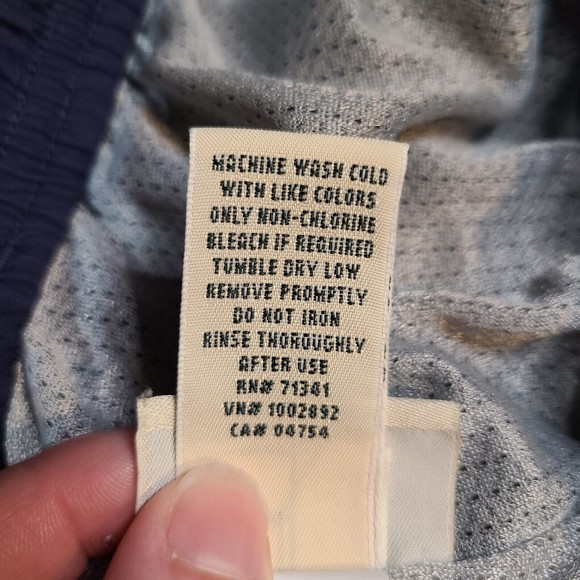 MACHINE WASH COLD
WITH LIKE COLORS
ONLY NON-CHLORINE
BLEACH IF REQUIRED
TUMBLE DRY LOW
REMOVE PROMPTLY
DO NOT IRON
RINSE THOROUGHLY
AFTER USE
RN# 71341
VN# 1002892
CA# 04754